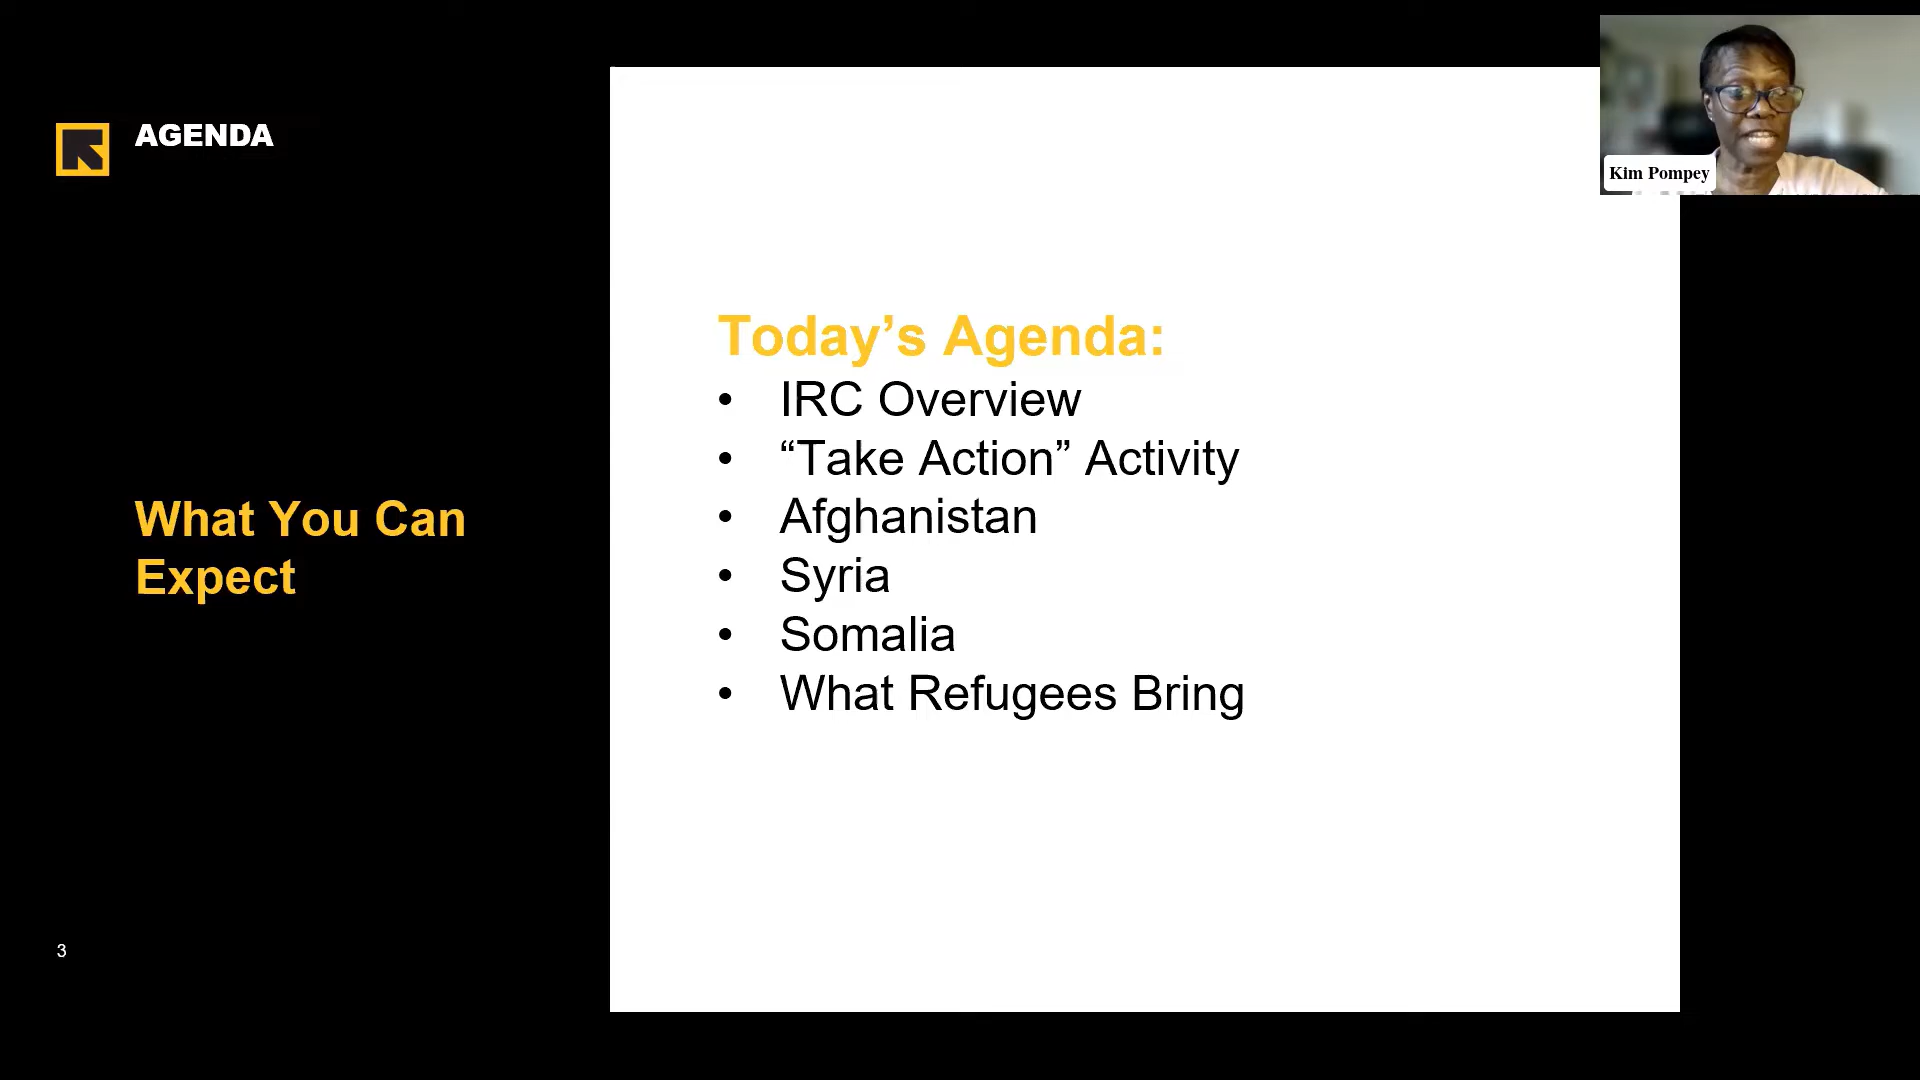 AGENDA
What You Can
Expect
3
Today’s Agenda:
• IRC Overview
• “Take Action” Activity
• Afghanistan
• Syria
• Somalia
• What Refugees Bring
Kim Pompey